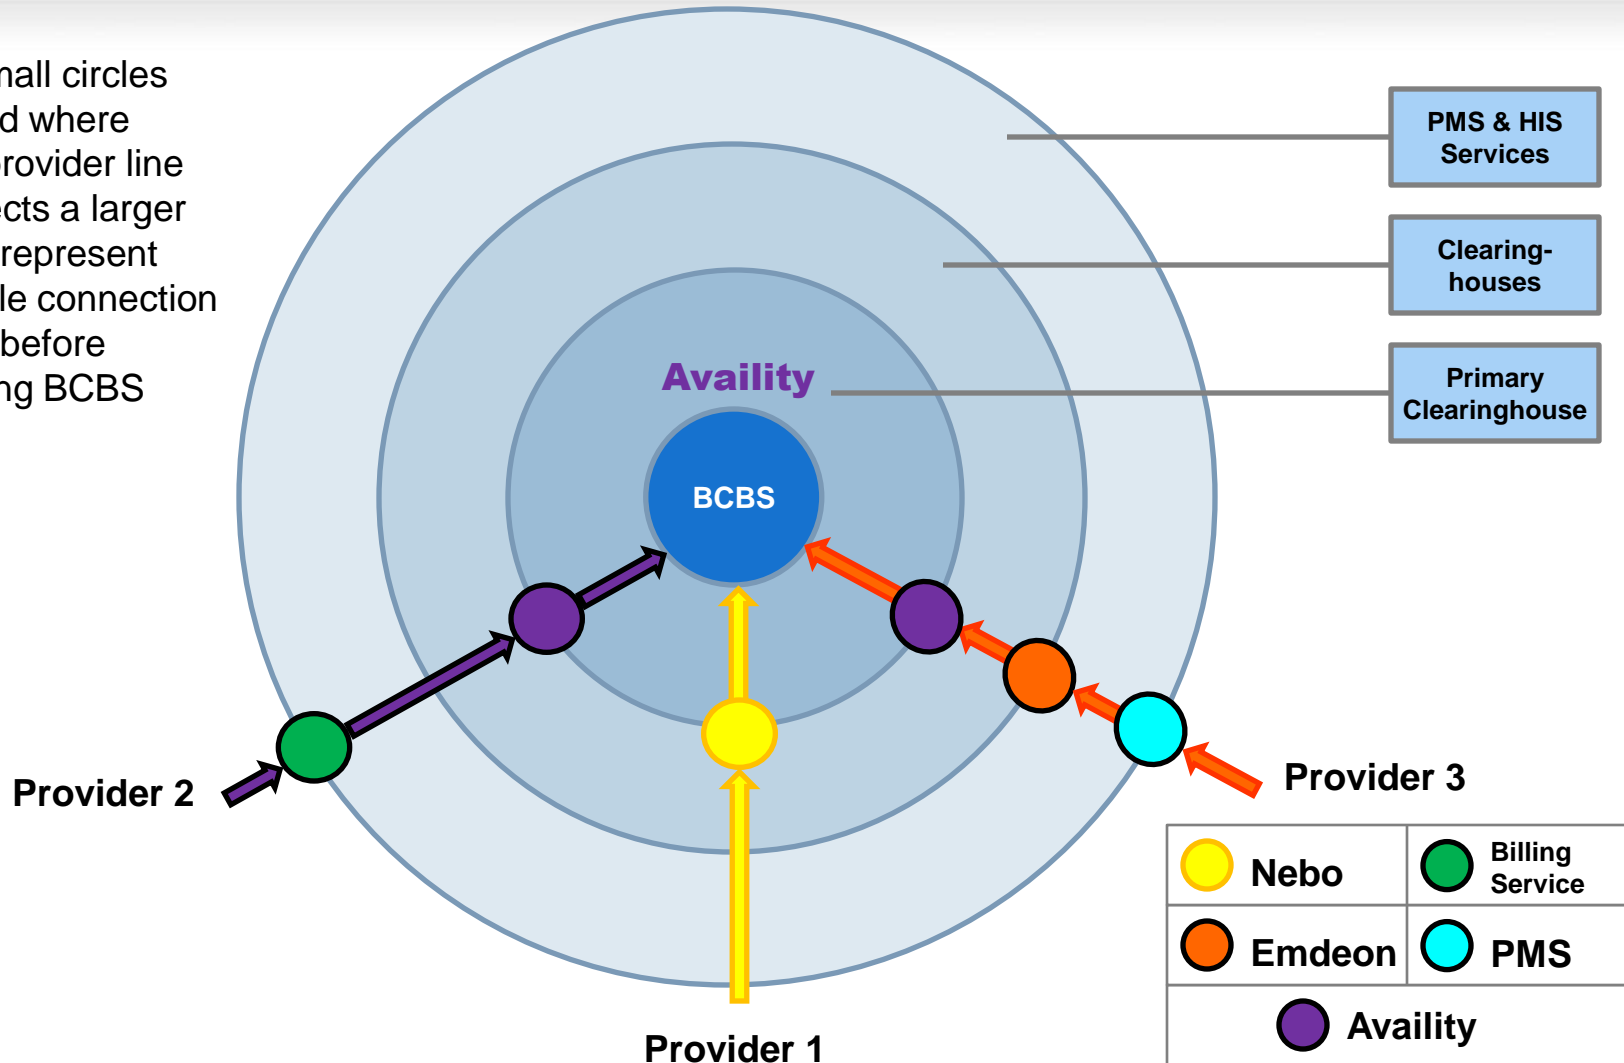 mall circles
d where
provider line
ects a larger
represent
le connection
before
ng BCBS
PMS & HIS
Services
Clearing-
houses
Primary
Clearinghouse
Availity
BCBS
Provider 2
Provider 3
Provider 1
Nebo
Billing
Service
Emdeon
PMS
Availity